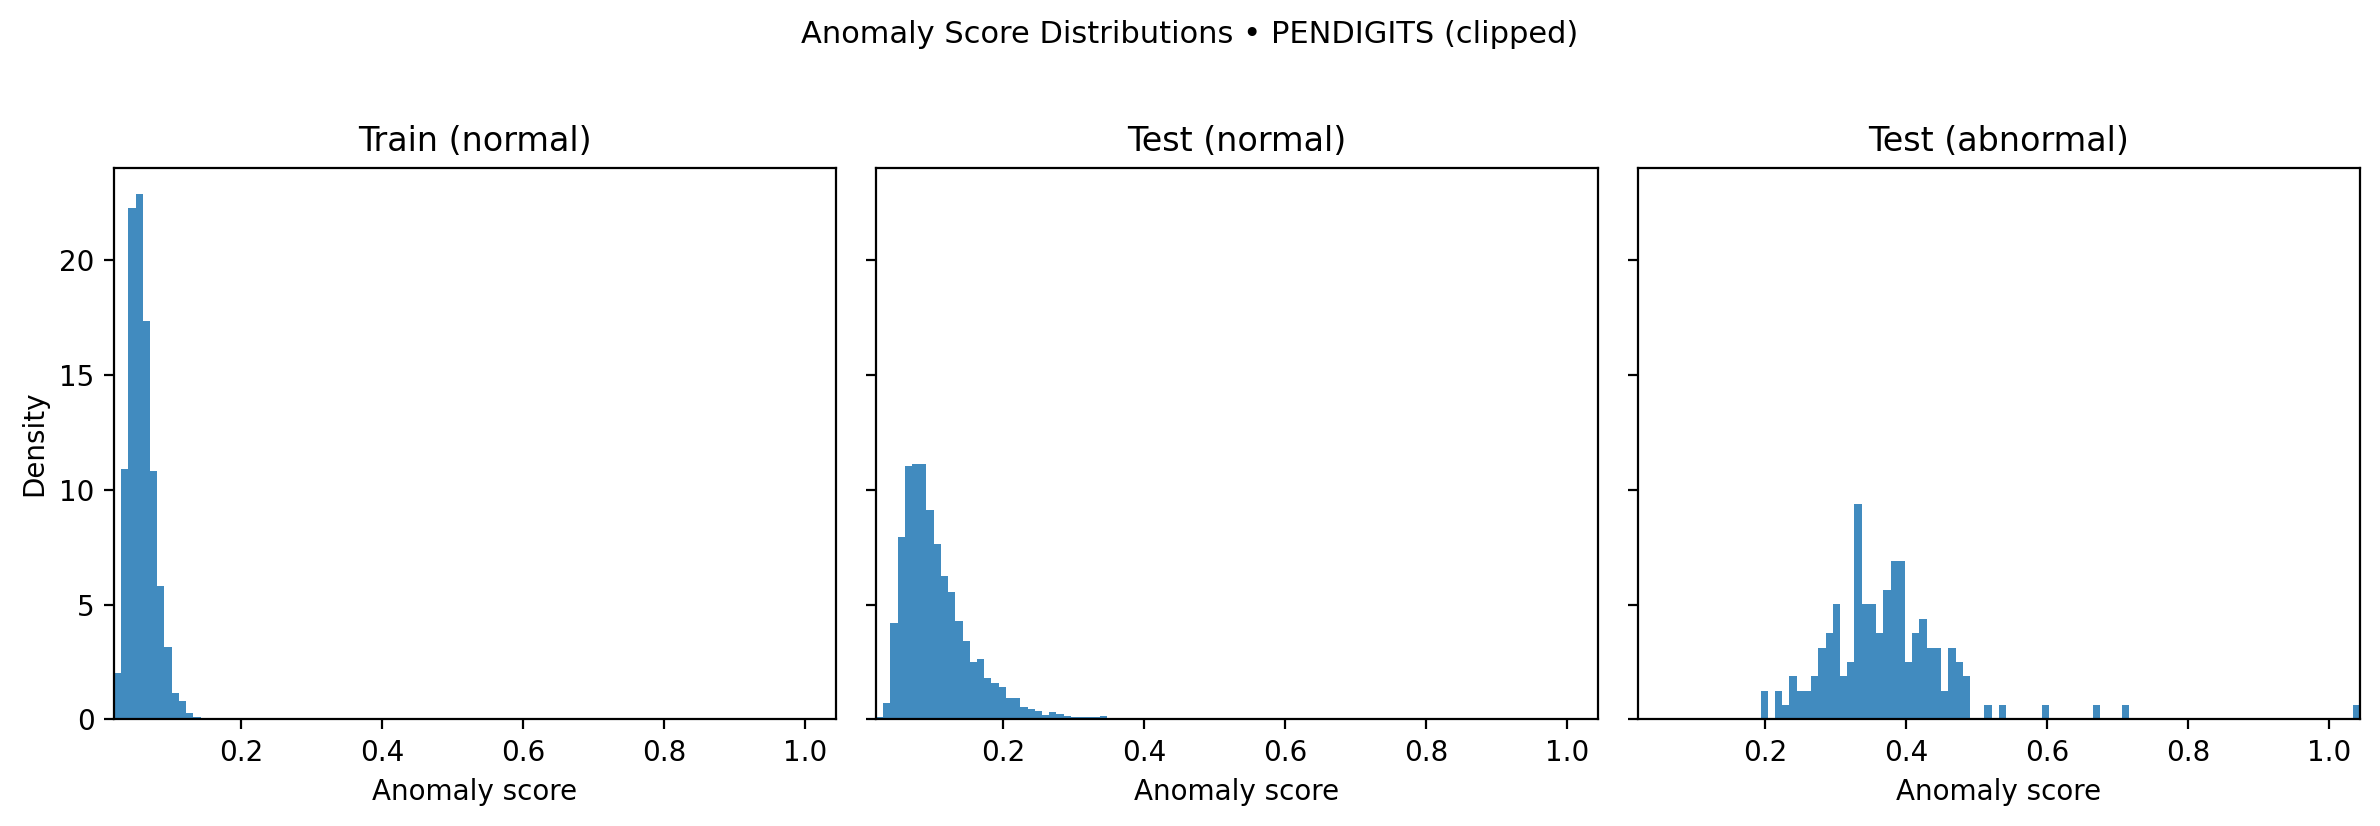 Anomaly Score Distributions • PENDIGITS (clipped)
Train (normal)
Test (normal)
Test (abnormal)
Density
20
15
10
5
0
0.2 0.4 0.6 0.8 1.0
0.2 0.4 0.6 0.8 1.0
0.2 0.4 0.6 0.8 1.0
Anomaly score
Anomaly score
Anomaly score